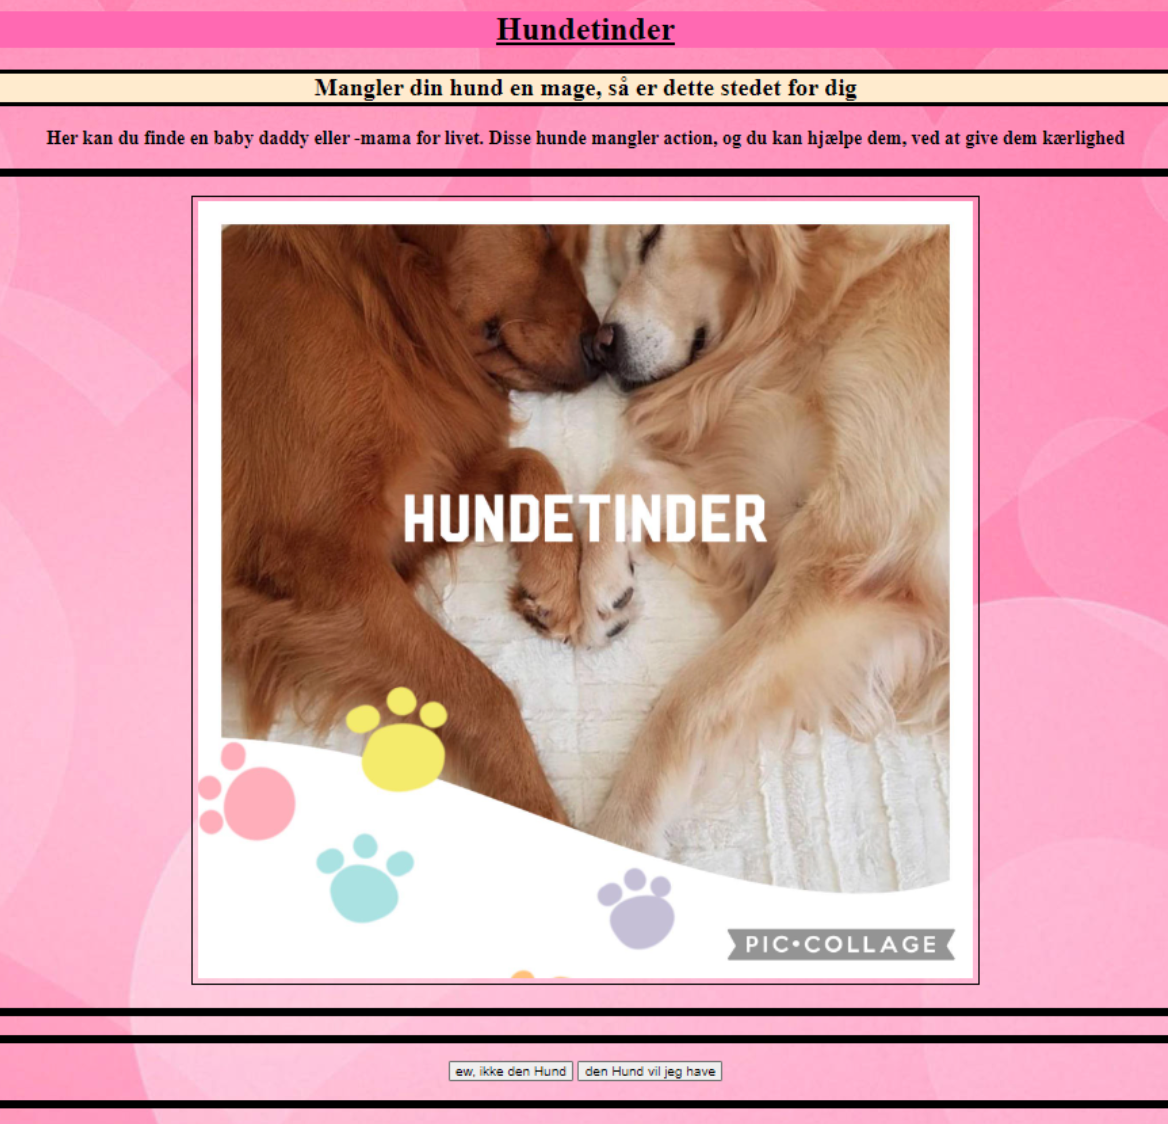 Hundetinder
Mangler din hund en mage, så er dette stedet for dig
Her kan du finde en baby daddy eller -mama for livet. Disse hunde mangler action, og du kan hjælpe dem, ved at give dem kærlighed
HUNDETINDER
PIC•COLLAGE
ew, ikke den Hund
den Hund vil jeg have